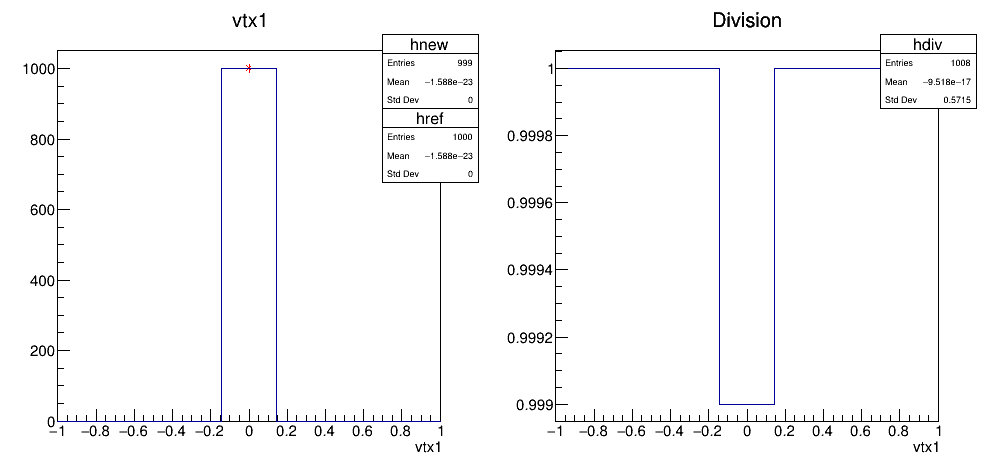 vtx1
hnew
Entries 999
Mean −1.588e−23
Std Dev 0
href
Entries 1000
Mean −1.588e−23
Std Dev 0
1000
800
600
400
200
0
−1 −0.8 −0.6 −0.4 −0.2 0 0.2 0.4 0.6 0.8 1
vtx1
Division
hdiv
Entries 1008
Mean −9.518e−17
Std Dev 0.5715
1
0.9998
0.9996
0.9994
0.9992
0.999
−1 −0.8 −0.6 −0.4 −0.2 0 0.2 0.4 0.6 0.8 1
vtx1